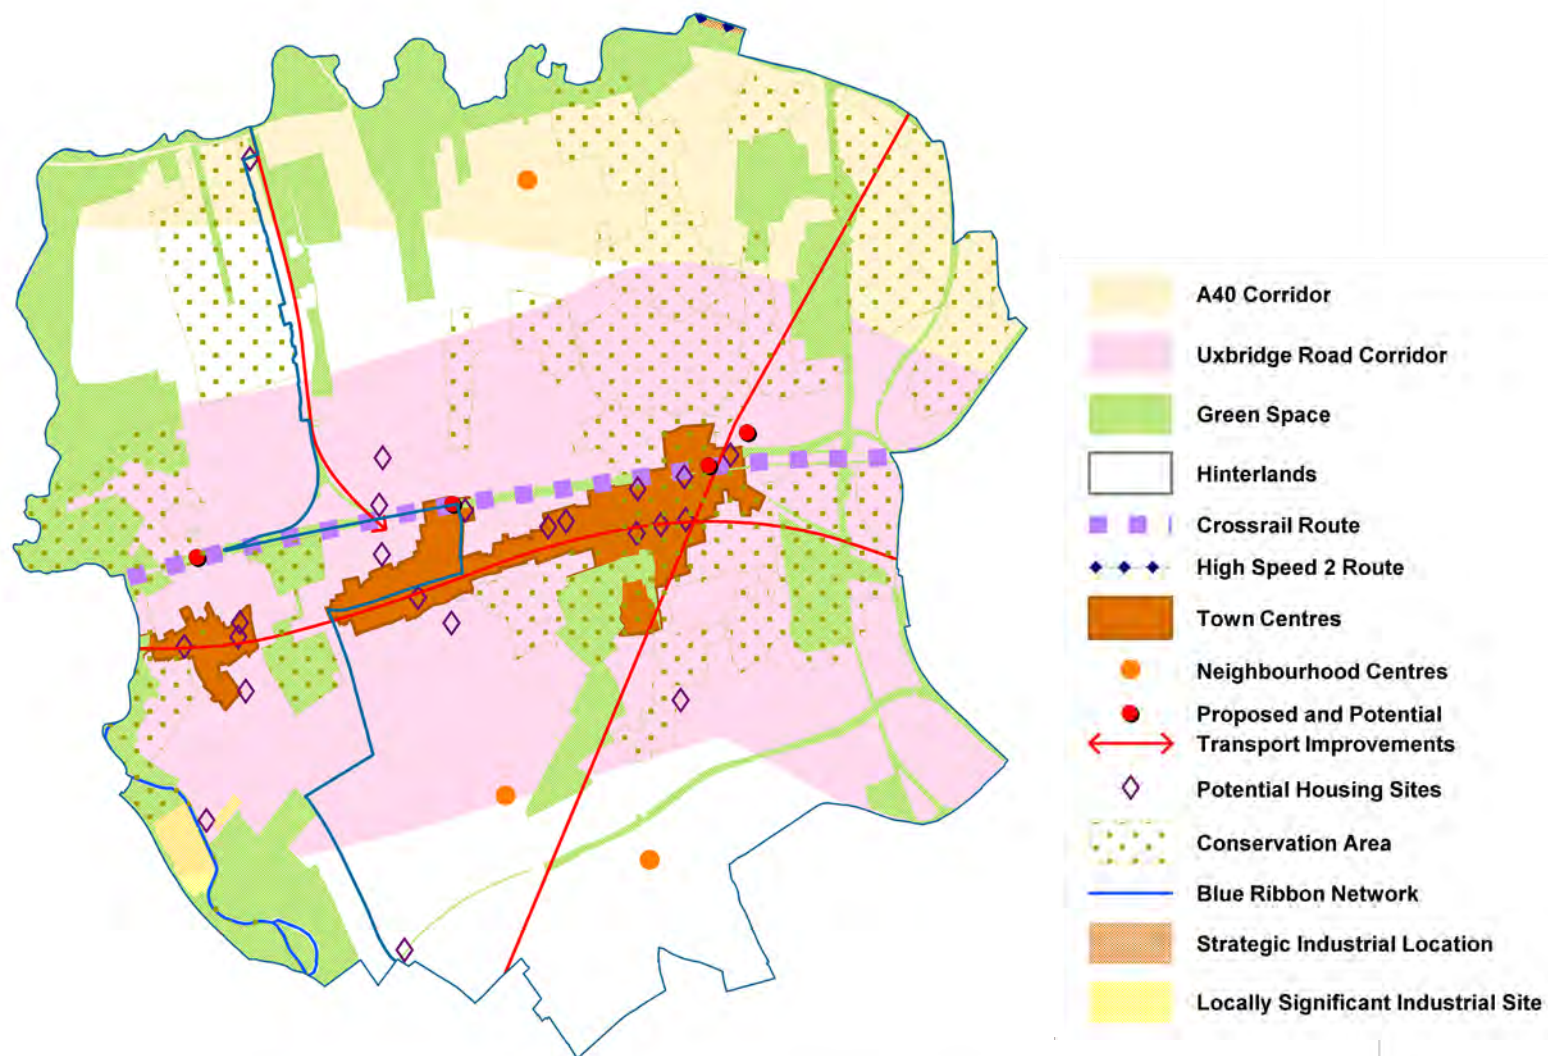 A40 Corridor
Uxbridge Road Corridor
Green Space
Hinterlands
Crossrail Route
High Speed 2 Route
Town Centres
Neighbourhood Centres
Proposed and Potential
Transport Improvements
Potential Housing Sites
Conservation Area
Blue Ribbon Network
Strategic Industrial Location
Locally Significant Industrial Site